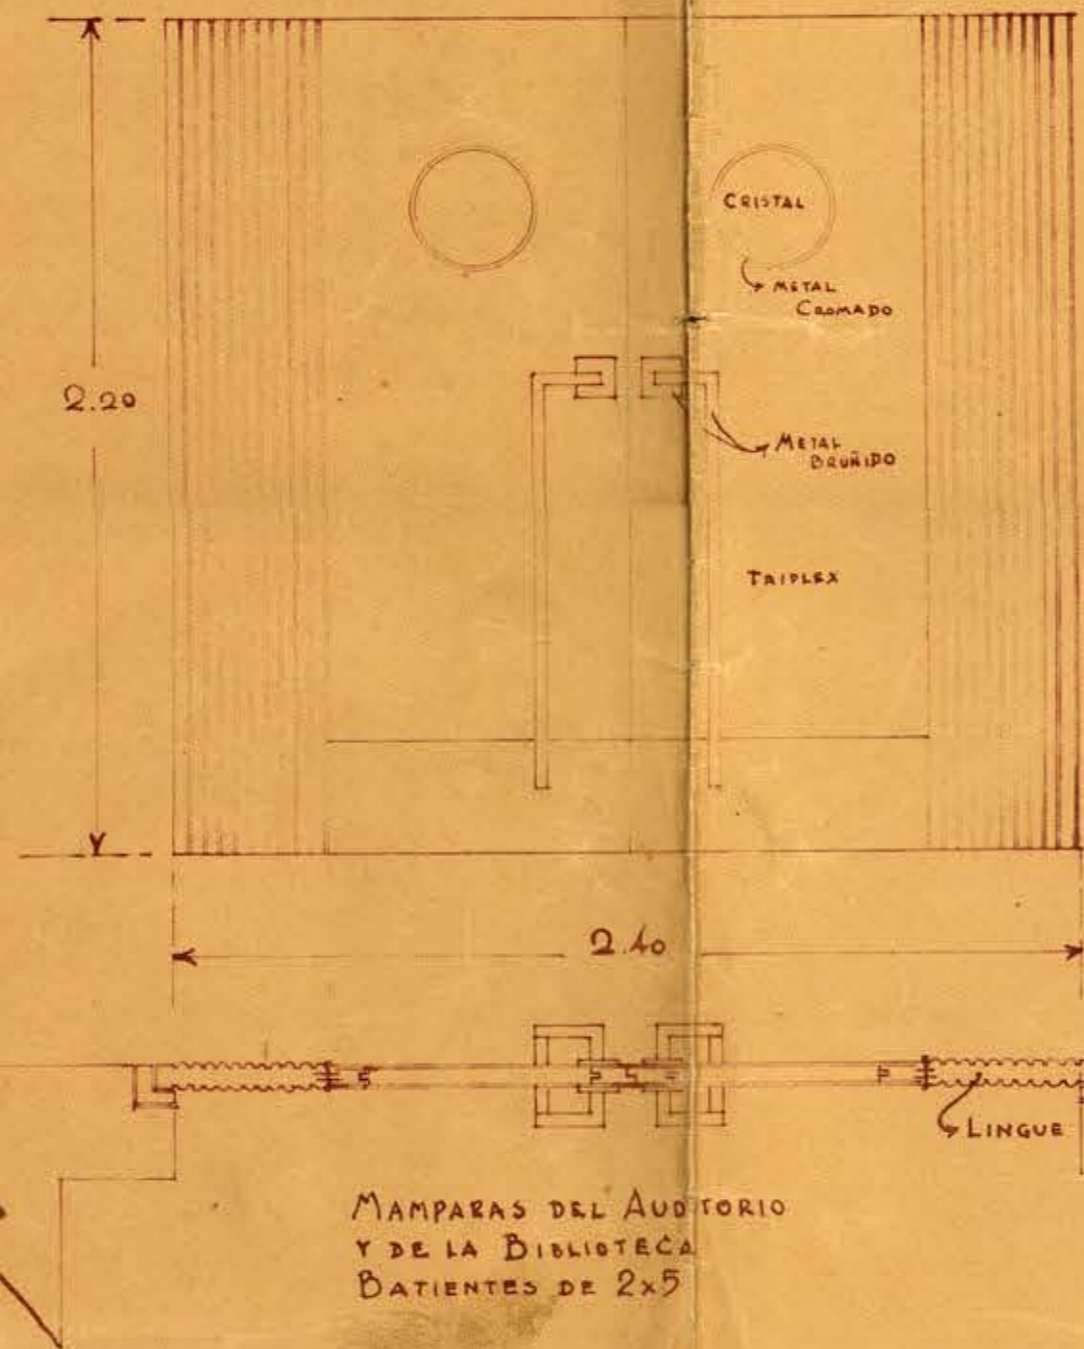 CRISTAL
METAL
CROMADO
2.20
METAL
BRUÑIDO
TRIPLEX
2.40
LINGUE
MAMPARAS DEL AUDITORIO
Y DE LA BIBLIOTECA
BATIENTES DE 2x5